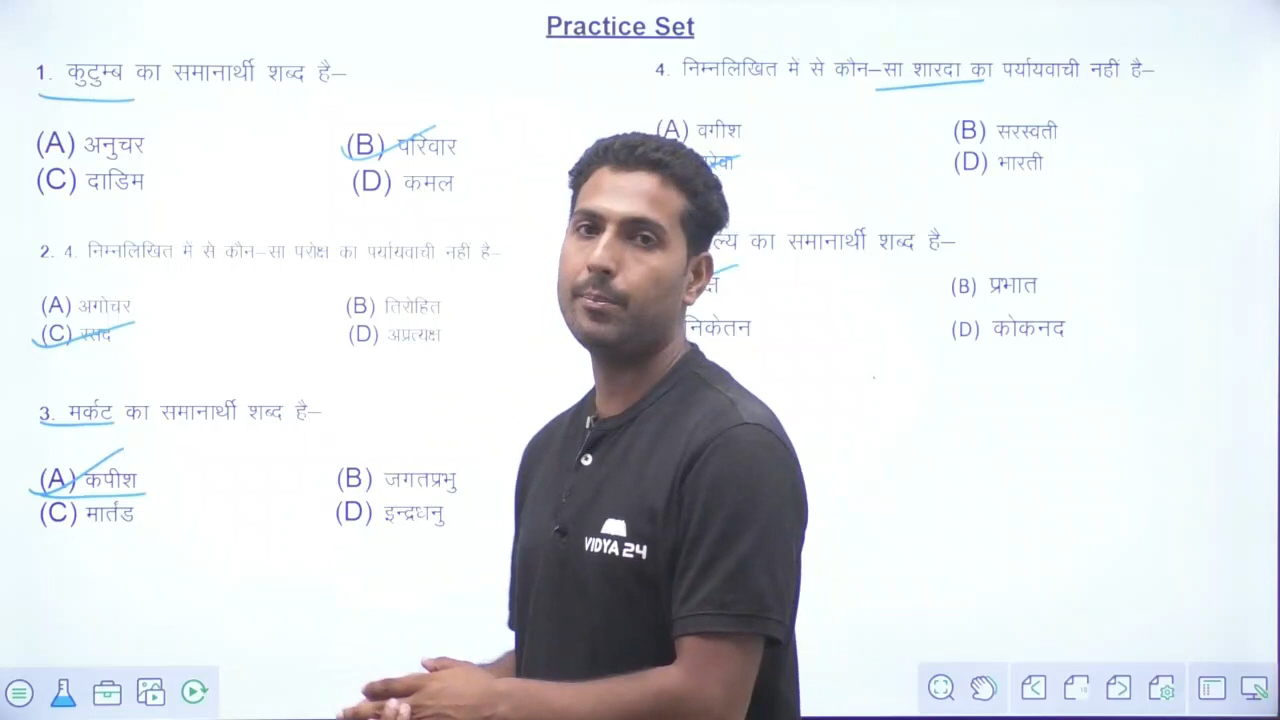 Practice Set
1. कुटुम्ब का समानार्थी शब्द है–
(A) अनुचर
(B) परिवार
(C) दाडिम
(D) कमल
2. 4. निम्नलिखित में से कौन–सा परोक्ष का पर्यायवाची नहीं है–
(A) अगोचर
(B) तिरोहित
(C) रसद
(D) अप्रत्यक्ष
3. मर्कट का समानार्थी शब्द है–
(A) कपीश
(B) जगतप्रभु
(C) मार्तंड
(D) इन्द्रधनु
4. निम्नलिखित में से कौन–सा शारदा का पर्यायवाची नहीं है–
(A) वगीश
(B) सरस्वती
(D) भारती
का समानार्थी शब्द है–
(B) प्रभात
निकेतन
(D) कोकनद
VIDYA 24